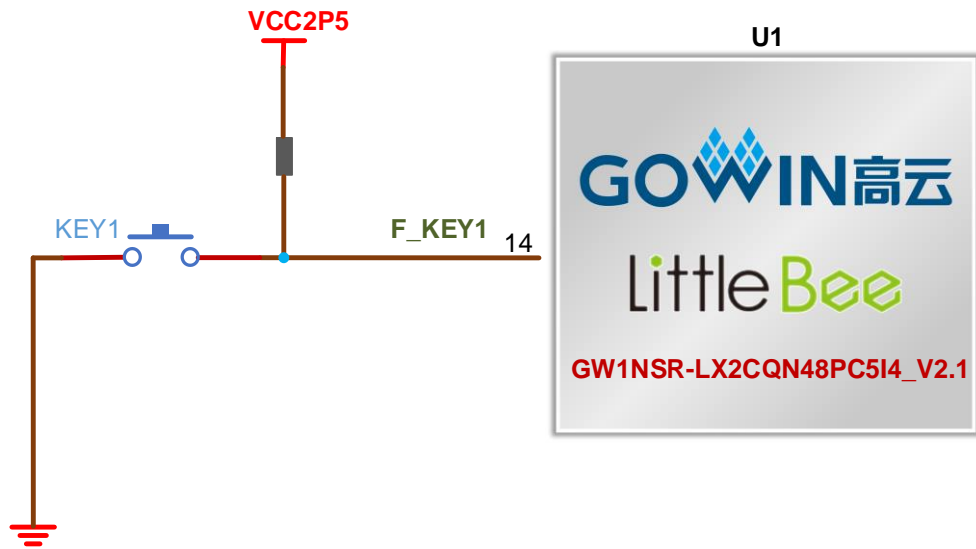 VCC2P5
U1
GOWIN高云
KEY1
F_KEY1
14
LittleBee
GW1NSR-LX2CQN48PC5I4_V2.1